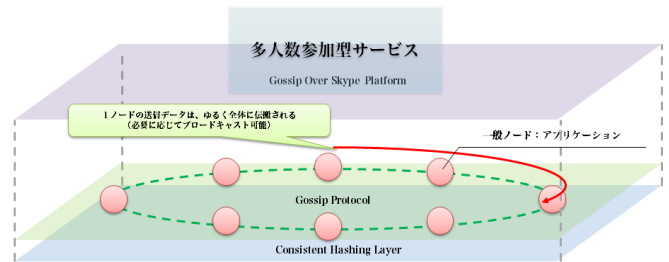 多人数参加型サービス
Gossip Over Skype Platform
1ノードの送信データは、ゆるく全体に伝搬される
（必要に応じてブロードキャスト可能）
一般ノード：アプリケーション
Gossip Protocol
Consistent Hashing Layer